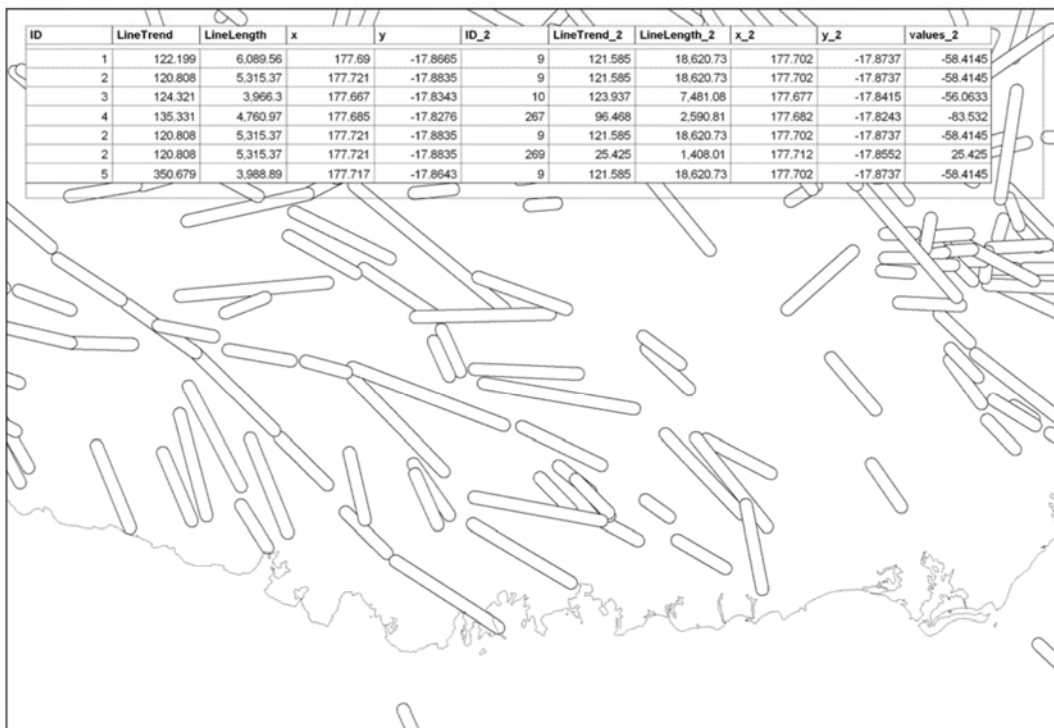 ID LineTrend LineLength x y ID_2 LineTrend_2 LineLength_2 x_2 y_2 values_2
1 122.199 6,089.56 177.69 -17.8665 9 121.585 18,620.73 177.702 -17.8737 -58.4145
2 120.808 5,315.37 177.721 -17.8835 9 121.585 18,620.73 177.702 -17.8737 -58.4145
3 124.321 3,966.3 177.667 -17.8343 10 123.937 7,481.08 177.677 -17.8415 -56.0633
4 135.331 4,760.97 177.685 -17.8276 267 96.468 2,590.81 177.682 -17.8243 -83.532
2 120.808 5,315.37 177.721 -17.8835 9 121.585 18,620.73 177.702 -17.8737 -58.4145
2 120.808 5,315.37 177.721 -17.8835 269 25.425 1,408.01 177.712 -17.8552 25.425
5 350.679 3,988.89 177.717 -17.8643 9 121.585 18,620.73 177.702 -17.8737 -58.4145